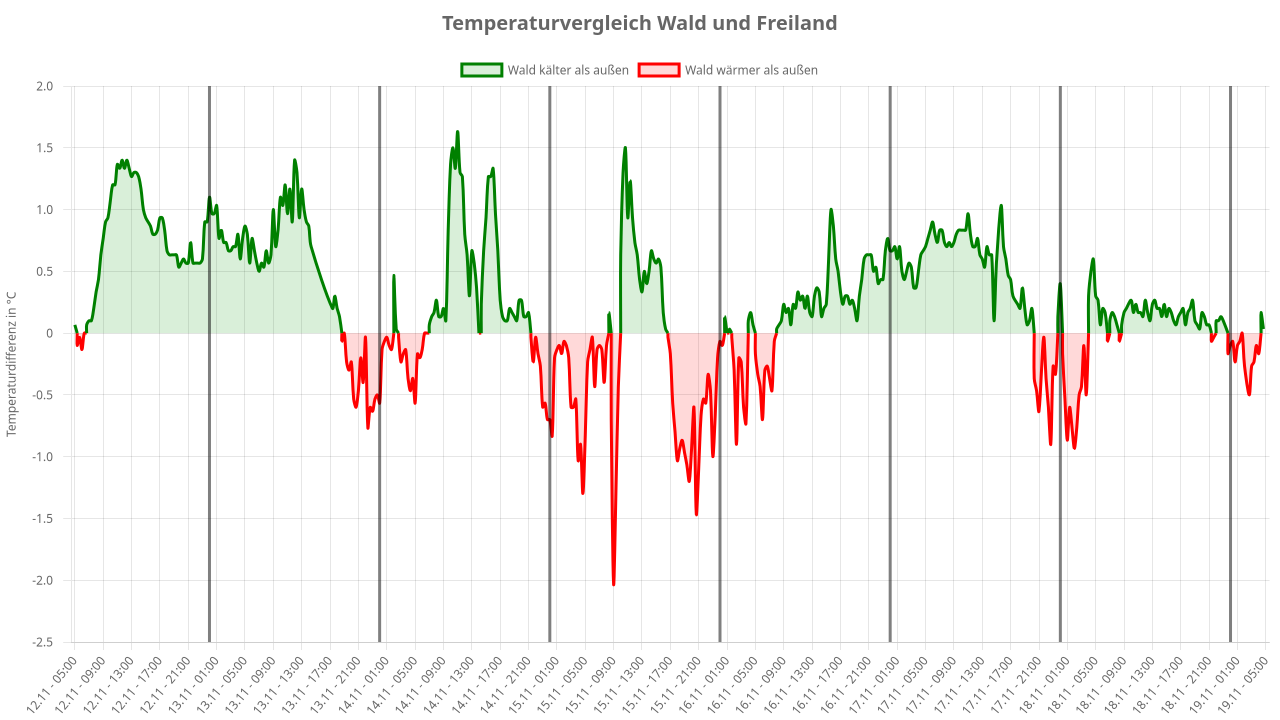 Temperaturvergleich Wald und Freiland
Wald kälter als außen
Wald wärmer als außen
Temperaturdifferenz in °C
2.0
1.5
1.0
0.5
0
-0.5
-1.0
-1.5
-2.0
-2.5
12.11 - 05:00
12.11 - 09:00
12.11 - 13:00
12.11 - 17:00
12.11 - 21:00
13.11 - 01:00
13.11 - 05:00
13.11 - 09:00
13.11 - 13:00
13.11 - 17:00
13.11 - 21:00
14.11 - 01:00
14.11 - 05:00
14.11 - 09:00
14.11 - 13:00
14.11 - 17:00
14.11 - 21:00
15.11 - 01:00
15.11 - 05:00
15.11 - 09:00
15.11 - 13:00
15.11 - 17:00
15.11 - 21:00
16.11 - 01:00
16.11 - 05:00
16.11 - 09:00
16.11 - 13:00
16.11 - 17:00
16.11 - 21:00
17.11 - 01:00
17.11 - 05:00
17.11 - 09:00
17.11 - 13:00
17.11 - 17:00
17.11 - 21:00
18.11 - 01:00
18.11 - 05:00
18.11 - 09:00
18.11 - 13:00
18.11 - 17:00
18.11 - 21:00
19.11 - 01:00
19.11 - 05:00